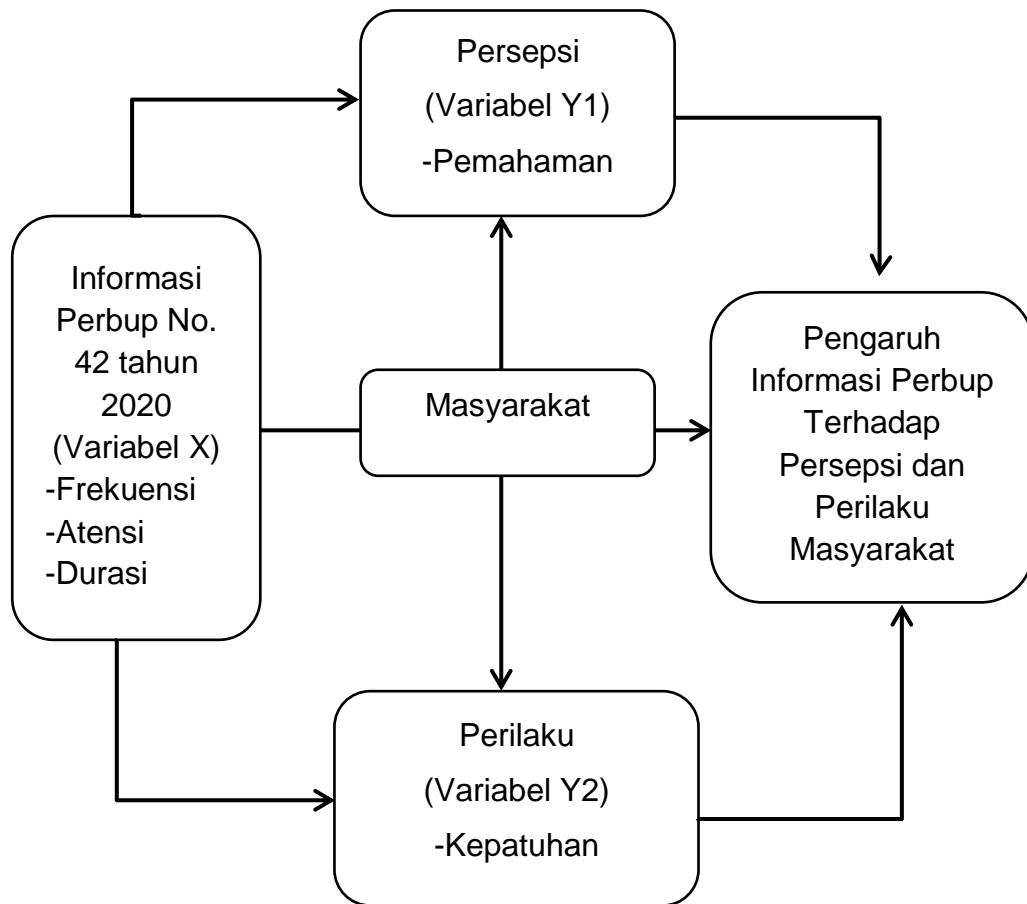 Persepsi
(Variabel Y1)
-Pemahaman
Informasi
Perbup No.
42 tahun
2020
(Variabel X)
-Frekuensi
-Atensi
-Durasi
Masyarakat
Pengaruh
Informasi Perbup
Terhadap
Persepsi dan
Perilaku
Masyarakat
Perilaku
(Variabel Y2)
-Kepatuhan